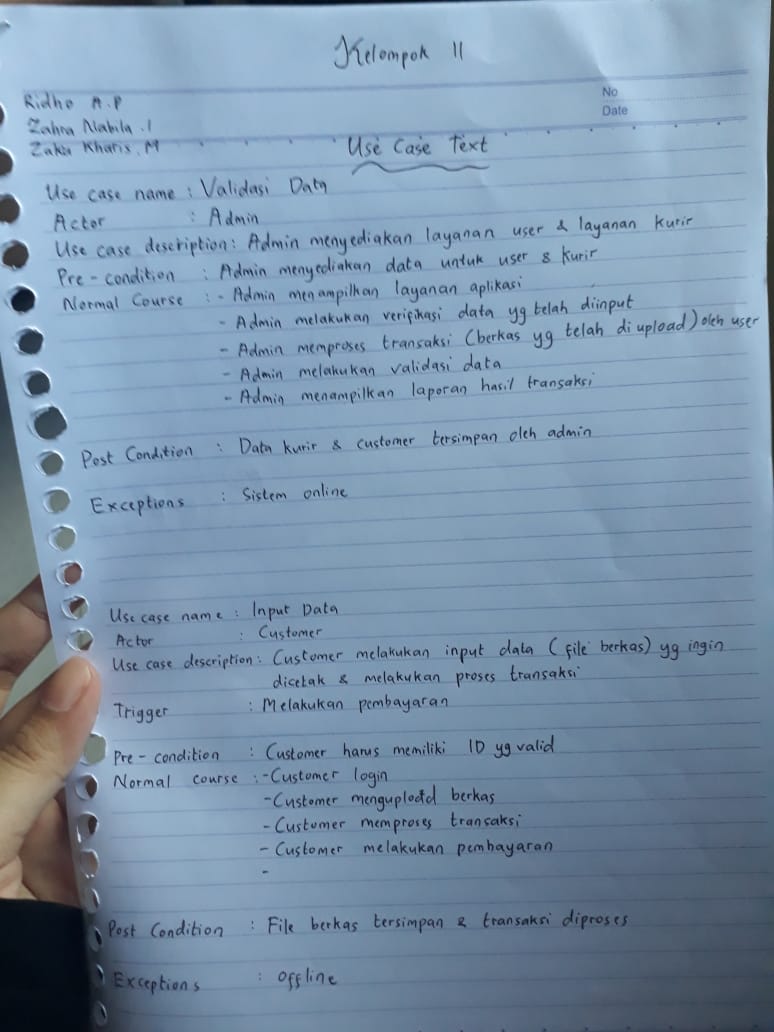 Kelompok 11
No
Date
Ridho A.P
Zahra Nabila .I
Zaku Kharis. M
Use Case Text
Use case name : Validasi Data
Actor : Admin
Use case description : Admin menyediakan layanan user & layanan kurir
Pre-condition : Admin menyediakan data untuk user & kurir
Normal Course : - Admin menampilkan layanan aplikasi
- Admin melakukan verifikasi data yg telah diinput
- Admin memproses transaksi (berkas yg telah di upload) oleh user
- Admin melakukan validasi data
- Admin menampilkan laporan hasil transaksi
Post Condition : Data kurir & customer tersimpan oleh admin
Exceptions : Sistem online
Use case name : Input Data
Actor : Customer
Use case description : Customer melakukan input data (file berkas) yg ingin
dicetak & melakukan proses transaksi
Trigger : Melakukan pembayaran
Pre-condition : Customer harus memiliki ID yg valid
Normal course : - Customer login
- Customer mengupload berkas
- Customer memproses transaksi
- Customer melakukan pembayaran
-
Post Condition : File berkas tersimpan & transaksi diproses
Exceptions : offline